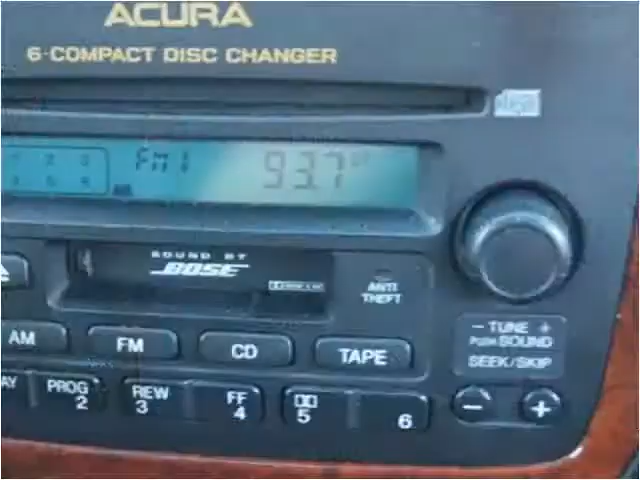 ACURA
6-COMPACT DISC CHANGER
FM1 93.7
SOUND BY
BOSE
ANTI
THEFT
AM FM CD TAPE
TUNE
PUSH SOUND
SEEK/SKIP
PROG 2
REW 3
FF 4
5
6